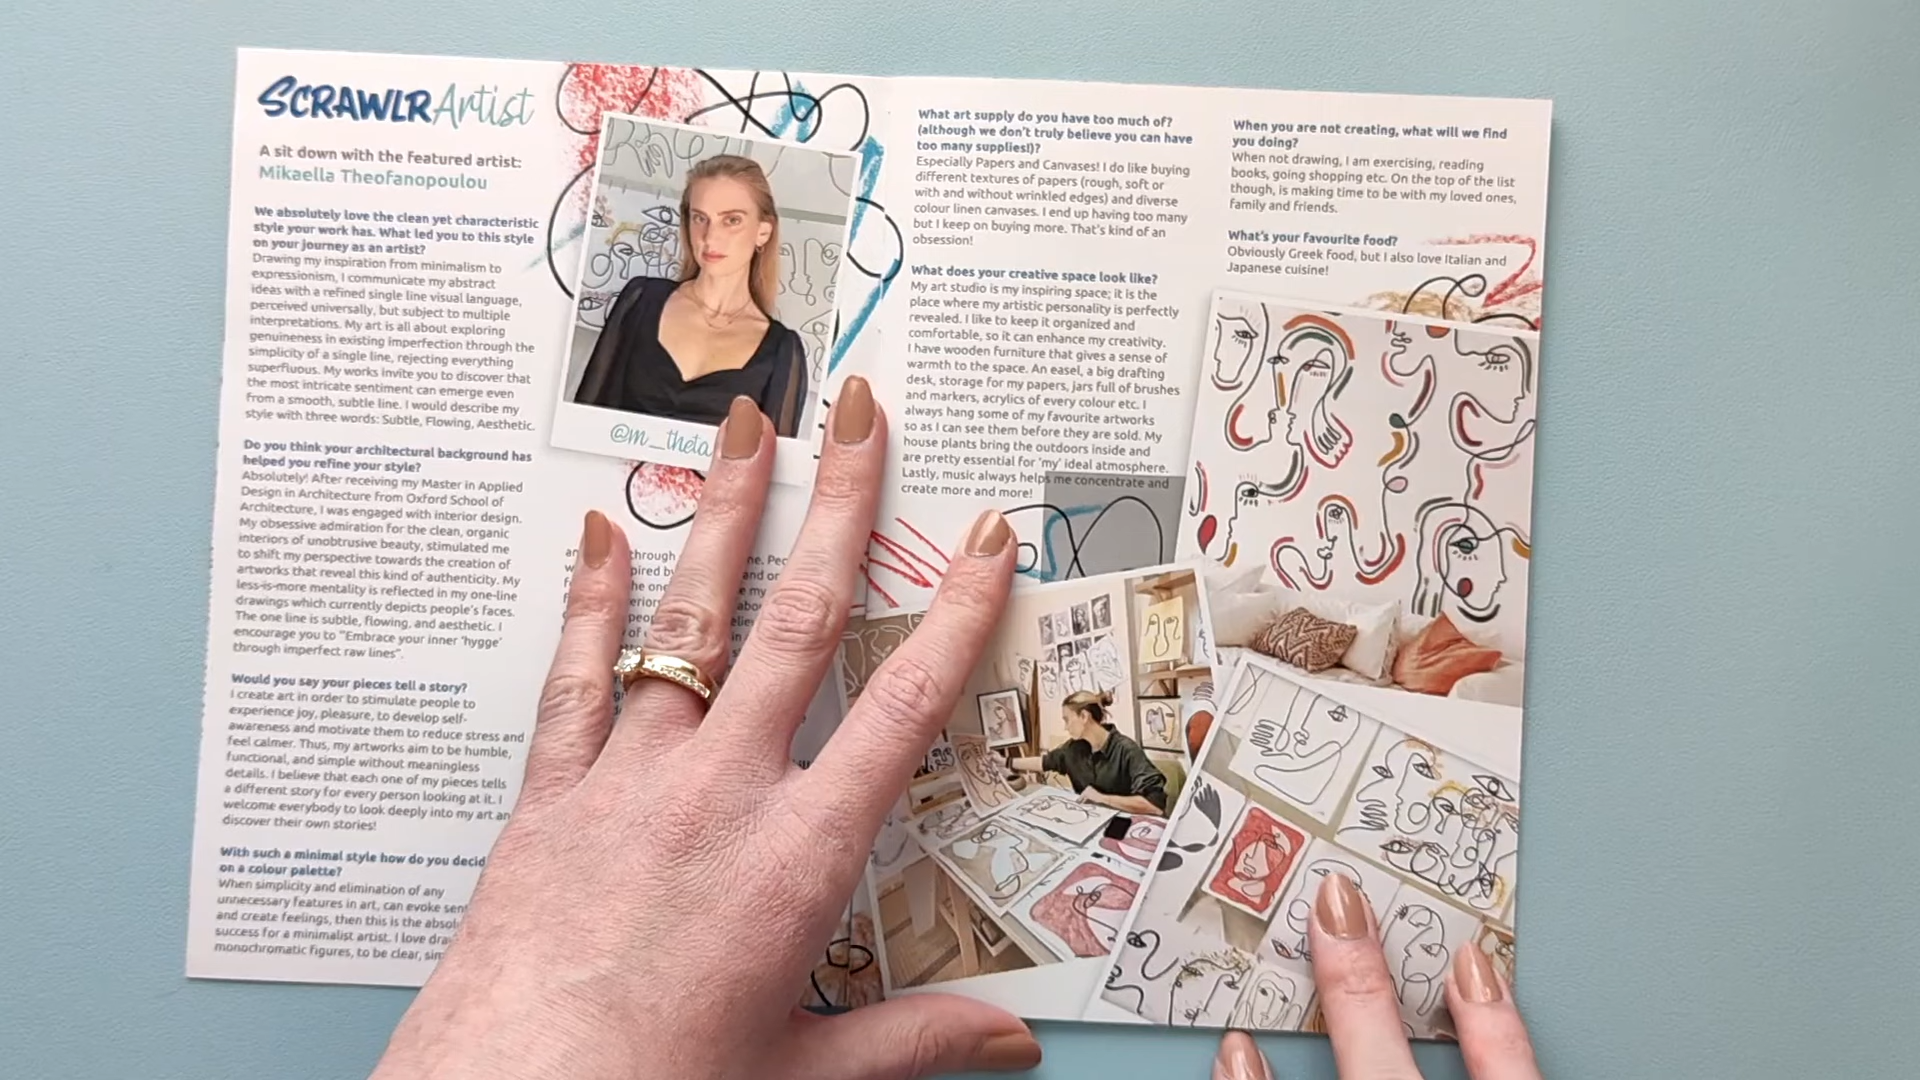 SCRAWLR Artist
A sit down with the featured artist:
Mikaella Theofanopoulou
We absolutely love the clean yet characteristic
style your work has. What led you to this style
on your journey as an artist?
Drawing my inspiration from minimalism to
expressionism, I communicate my abstract
ideas with a refined single line visual language,
perceived universally, but subject to multiple
interpretations. My art is all about exploring
genuineness in existing imperfection through the
simplicity of a single line, rejecting everything
superfluous. My works invite you to discover that
the most intricate sentiment can emerge even
from a smooth, subtle line. I would describe my
style with three words: Subtle, Flowing, Aesthetic.
Do you think your architectural background has
helped you refine your style?
Absolutely! After receiving my Master in Applied
Design in Architecture from Oxford School of
Architecture, I was engaged with interior design.
My obsessive admiration for the clean, organic
interiors of unobtrusive beauty, stimulated me
to shift my perspective towards the creation of
artworks that reveal this kind of authenticity. My
less-is-more mentality is reflected in my one-line
drawings which currently depicts people's faces.
The one line is subtle, flowing, and aesthetic. I
encourage you to "Embrace your inner 'hygge'
through imperfect raw lines".
Would you say your pieces tell a story?
I create art in order to stimulate people to
experience joy, pleasure, to develop self-
awareness and motivate them to reduce stress and
feel calmer. Thus, my artworks aim to be humble,
functional, and simple without meaningless
details. I believe that each one of my pieces tells
a different story for every person looking at it. I
welcome everybody to look deeply into my art an
discover their own stories!
With such a minimal style how do you decid
on a colour palette?
When simplicity and elimination of any
unnecessary features in art, can evoke
and create feelings, then this is the
success for a minimalist artist. I love
monochromatic figures, to be clear,
@m_theta
through
What art supply do you have too much of?
(although we don't truly believe you can have
too many supplies!)?
Especially Papers and Canvases! I do like buying
different textures of papers (rough, soft or
with and without wrinkled edges) and diverse
colour linen canvases. I end up having too many
but I keep on buying more. That's kind of an
obsession!
What does your creative space look like?
My art studio is my inspiring space; it is the
place where my artistic personality is perfectly
revealed. I like to keep it organized and
comfortable, so it can enhance my creativity.
I have wooden furniture that gives a sense of
warmth to the space. An easel, a big drafting
desk, storage for my papers, jars full of brushes
and markers, acrylics of every colour etc. I
always hang some of my favourite artworks
so as I can see them before they are sold. My
house plants bring the outdoors inside and
are pretty essential for 'my' ideal atmosphere.
Lastly, music always helps me concentrate and
create more and more!
When you are not creating, what will we find
you doing?
When not drawing, I am exercising, reading
books, going shopping etc. On the top of the list
though, is making time to be with my loved ones,
family and friends.
What's your favourite food?
Obviously Greek food, but I also love Italian and
Japanese cuisine!